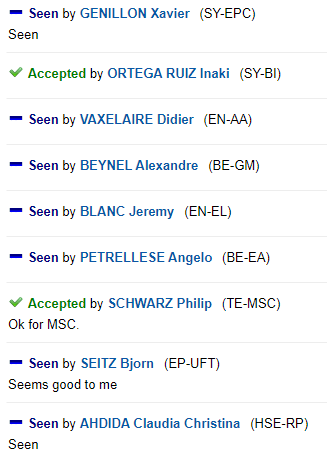 Seen by GENILLON Xavier (SY-EPC)
Seen
Accepted by ORTEGA RUIZ Inaki (SY-BI)
Seen by VAXELAIRE Didier (EN-AA)
Seen by BEYNEL Alexandre (BE-GM)
Seen by BLANC Jeremy (EN-EL)
Seen by PETRELLESE Angelo (BE-EA)
Accepted by SCHWARZ Philip (TE-MSC)
Ok for MSC.
Seen by SEITZ Bjorn (EP-UFT)
Seems good to me
Seen by AHDIDA Claudia Christina (HSE-RP)
Seen